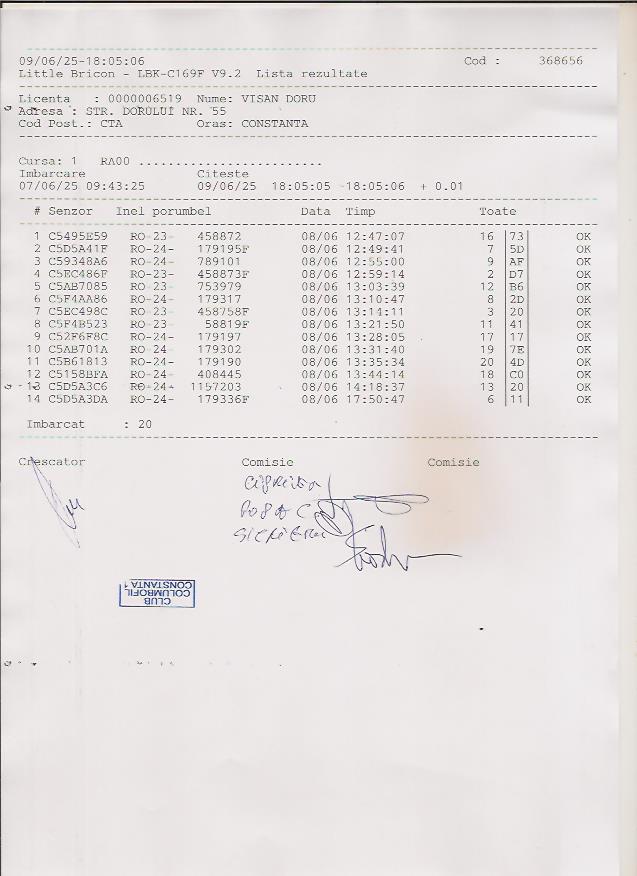 09/06/25-18:05:06 Cod : 368656
Little Bricon - LBK-C169F V9.2 Lista rezultate
Licenta : 0000006519 Nume: VISAN DORU
Adresa : STR. DORULUI NR. 55
Cod Post.: CTA Oras: CONSTANTA
Cursa: 1 RA00 ........................
Imbarcare Citeste
07/06/25 09:43:25 09/06/25 18:05:05 -18:05:06 + 0.01
# Senzor Inel porumbel Data Timp Toate
1 C5495E59 RO-23- 458872 08/06 12:47:07 16 |73| OK
2 C5D5A41F RO-24- 179195F 08/06 12:49:41 7 |5D| OK
3 C59348A6 RO-24- 789101 08/06 12:55:00 9 |AF| OK
4 C5EC486F RO-23- 458873F 08/06 12:59:14 2 |D7| OK
5 C5AB7085 RO-23- 753979 08/06 13:03:39 12 |B6| OK
6 C5F4AA86 RO-24- 179317 08/06 13:10:47 8 |2D| OK
7 C5EC498C RO-23- 458758F 08/06 13:14:11 3 |20| OK
8 C5F4B523 RO-23- 58819F 08/06 13:21:50 11 |41| OK
9 C52F6F8C RO-24- 179197 08/06 13:28:05 17 |17| OK
10 C5AB701A RO-24- 179302 08/06 13:31:40 19 |7E| OK
11 C5B61813 RO-24- 179190 08/06 13:35:34 20 |4D| OK
12 C5158BFA RO-24- 408445 08/06 13:44:14 18 |C0| OK
13 C5D5A3C6 RO-24- 1157203 08/06 14:18:37 13 |20| OK
14 C5D5A3DA RO-24- 179336F 08/06 17:50:47 6 |11| OK
Imbarcat : 20
Crescator Comisie Comisie
CLUB
COLUMBOFIL
CONSTANTA 1